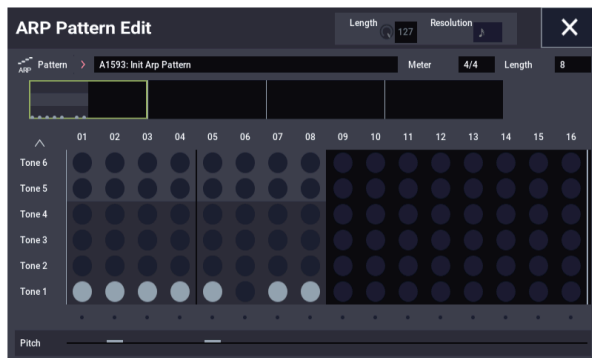 ARP Pattern Edit
Length 127 Resolution ♪ X
ARP Pattern > A1593: Init Arp Pattern Meter 4/4 Length 8
01 02 03 04 05 06 07 08 09 10 11 12 13 14 15 16
Tone 6
Tone 5
Tone 4
Tone 3
Tone 2
Tone 1
Pitch